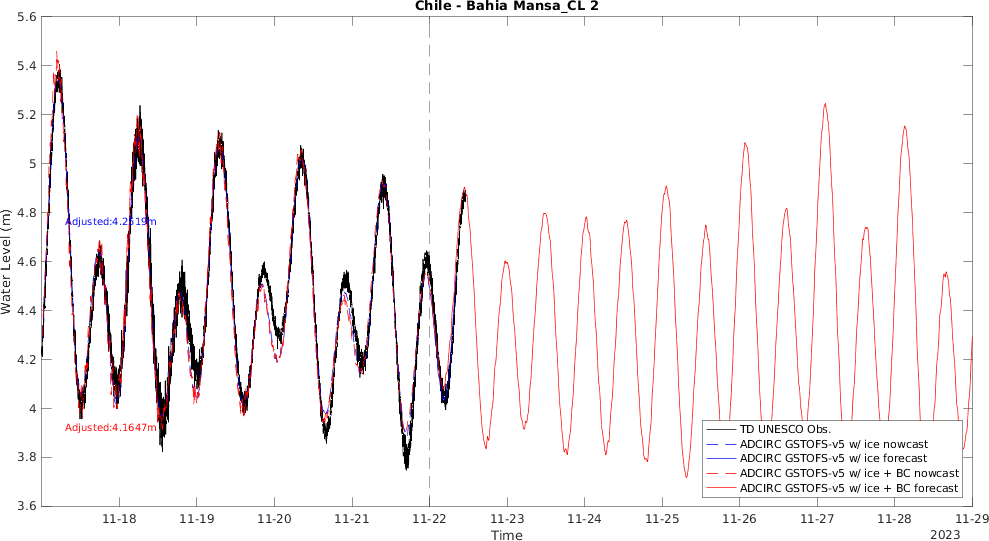 Chile - Bahia Mansa_CL 2
5.6
5.4
5.2
5
4.8
4.6
4.4
4.2
4
3.8
3.6
Water Level (m)
Adjusted:4.2519m
Adjusted:4.1647m
TD UNESCO Obs.
ADCIRC GSTOFS-v5 w/ ice nowcast
ADCIRC GSTOFS-v5 w/ ice forecast
ADCIRC GSTOFS-v5 w/ ice + BC nowcast
ADCIRC GSTOFS-v5 w/ ice + BC forecast
11-18 11-19 11-20 11-21 11-22 11-23 11-24 11-25 11-26 11-27 11-28 11-29
Time
2023